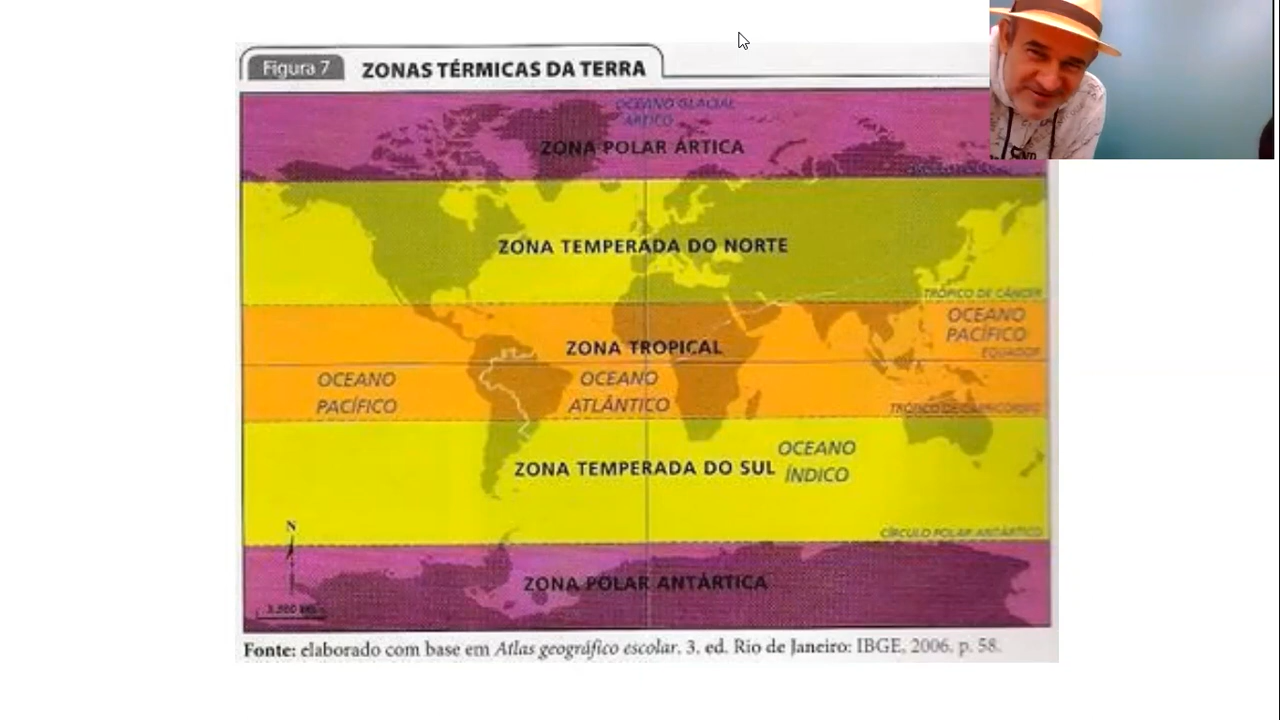 Figura 7
ZONAS TÉRMICAS DA TERRA
OCEANO GLACIAL
ÁRTICO
ZONA POLAR ÁRTICA
ZONA TEMPERADA DO NORTE
TRÓPICO DE CÂNCER
OCEANO
PACÍFICO
ZONA TROPICAL
EQUADOR
OCEANO
PACÍFICO
OCEANO
ATLÂNTICO
TRÓPICO DE CAPRICÓRNIO
OCEANO
ÍNDICO
ZONA TEMPERADA DO SUL
N
CÍRCULO POLAR ANTÁRTICO
ZONA POLAR ANTÁRTICA
Fonte: elaborado com base em Atlas geográfico escolar. 3. ed. Rio de Janeiro: IBGE, 2006. p. 58.